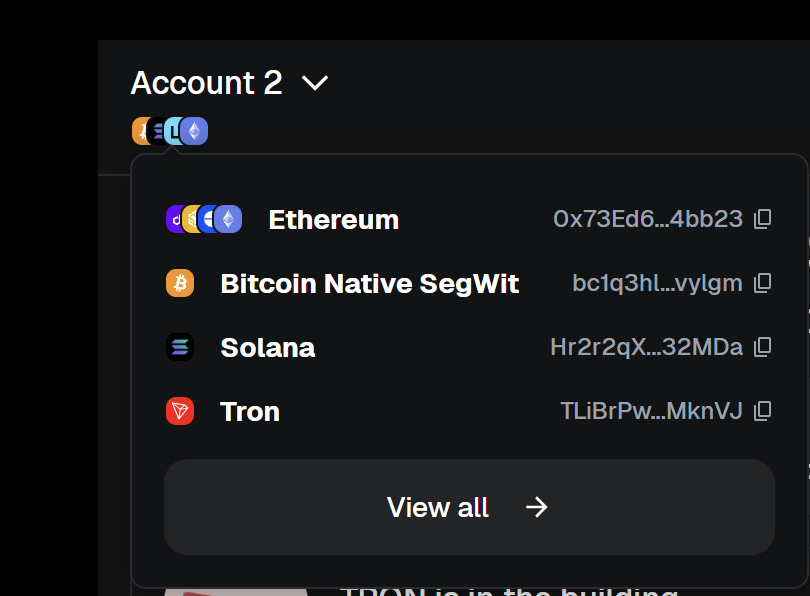 Account 2
Ethereum 0x73Ed6...4bb23
Bitcoin Native SegWit bc1q3hl...vylgm
Solana Hr2r2qX...32MDa
Tron TLiBrPw...MknVJ
View all →
TRON is in the building